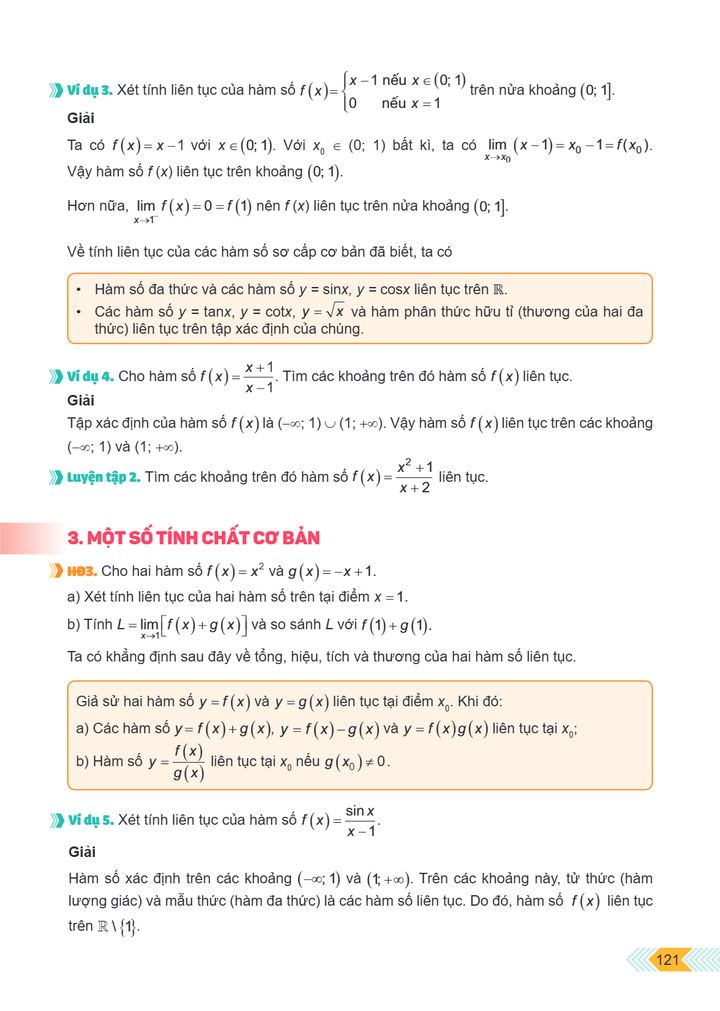 Ví dụ 3. Xét tính liên tục của hàm số f(x) = { x − 1 nếu x ∈ (0; 1)
0 nếu x = 1 trên nửa khoảng (0; 1].
Giải
Ta có f(x) = x − 1 với x ∈ (0; 1). Với x₀ ∈ (0; 1) bất kì, ta có lim x→x₀ (x − 1) = x₀ − 1 = f(x₀).
Vậy hàm số f (x) liên tục trên khoảng (0; 1).
Hơn nữa, lim x→1⁻ f(x) = 0 = f(1) nên f (x) liên tục trên nửa khoảng (0; 1].
Về tính liên tục của các hàm số sơ cấp cơ bản đã biết, ta có
• Hàm số đa thức và các hàm số y = sinx, y = cosx liên tục trên ℝ.
• Các hàm số y = tanx, y = cotx, y = √x và hàm phân thức hữu tỉ (thương của hai đa
thức) liên tục trên tập xác định của chúng.
Ví dụ 4. Cho hàm số f(x) = (x + 1)/(x − 1). Tìm các khoảng trên đó hàm số f(x) liên tục.
Giải
Tập xác định của hàm số f(x) là (−∞; 1) ∪ (1; +∞). Vậy hàm số f(x) liên tục trên các khoảng
(−∞; 1) và (1; +∞).
Luyện tập 2. Tìm các khoảng trên đó hàm số f(x) = (x² + 1)/(x + 2) liên tục.
3. MỘT SỐ TÍNH CHẤT CƠ BẢN
HĐ3. Cho hai hàm số f(x) = x² và g(x) = −x + 1.
a) Xét tính liên tục của hai hàm số trên tại điểm x = 1.
b) Tính L = lim x→1 [f(x) + g(x)] và so sánh L với f(1) + g(1).
Ta có khẳng định sau đây về tổng, hiệu, tích và thương của hai hàm số liên tục.
Giả sử hai hàm số y = f(x) và y = g(x) liên tục tại điểm x₀. Khi đó:
a) Các hàm số y = f(x) + g(x), y = f(x) − g(x) và y = f(x)g(x) liên tục tại x₀;
b) Hàm số y = f(x)/g(x) liên tục tại x₀ nếu g(x₀) ≠ 0.
Ví dụ 5. Xét tính liên tục của hàm số f(x) = sin x/(x − 1).
Giải
Hàm số xác định trên các khoảng (−∞; 1) và (1; +∞). Trên các khoảng này, tử thức (hàm
lượng giác) và mẫu thức (hàm đa thức) là các hàm số liên tục. Do đó, hàm số f(x) liên tục
trên ℝ \ {1}.
121